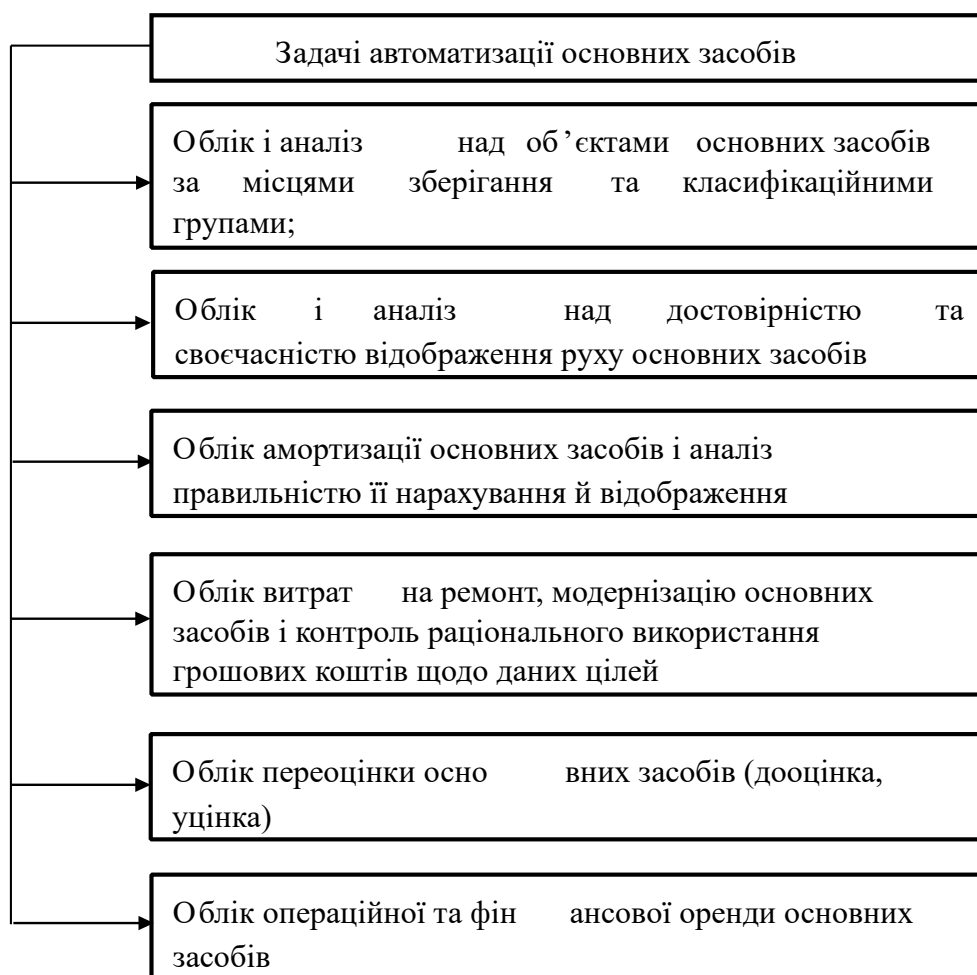 Задачі автоматизації основних засобів
Облік і аналіз над об’єктами основних засобів
за місцями зберігання та класифікаційними
групами;
Облік і аналіз над достовірністю та
своєчасністю відображення руху основних засобів
Облік амортизації основних засобів і аналіз
правильністю її нарахування й відображення
Облік витрат на ремонт, модернізацію основних
засобів і контроль раціонального використання
грошових коштів щодо даних цілей
Облік переоцінки осно вних засобів (дооцінка,
уцінка)
Облік операційної та фін ансової оренди основних
засобів